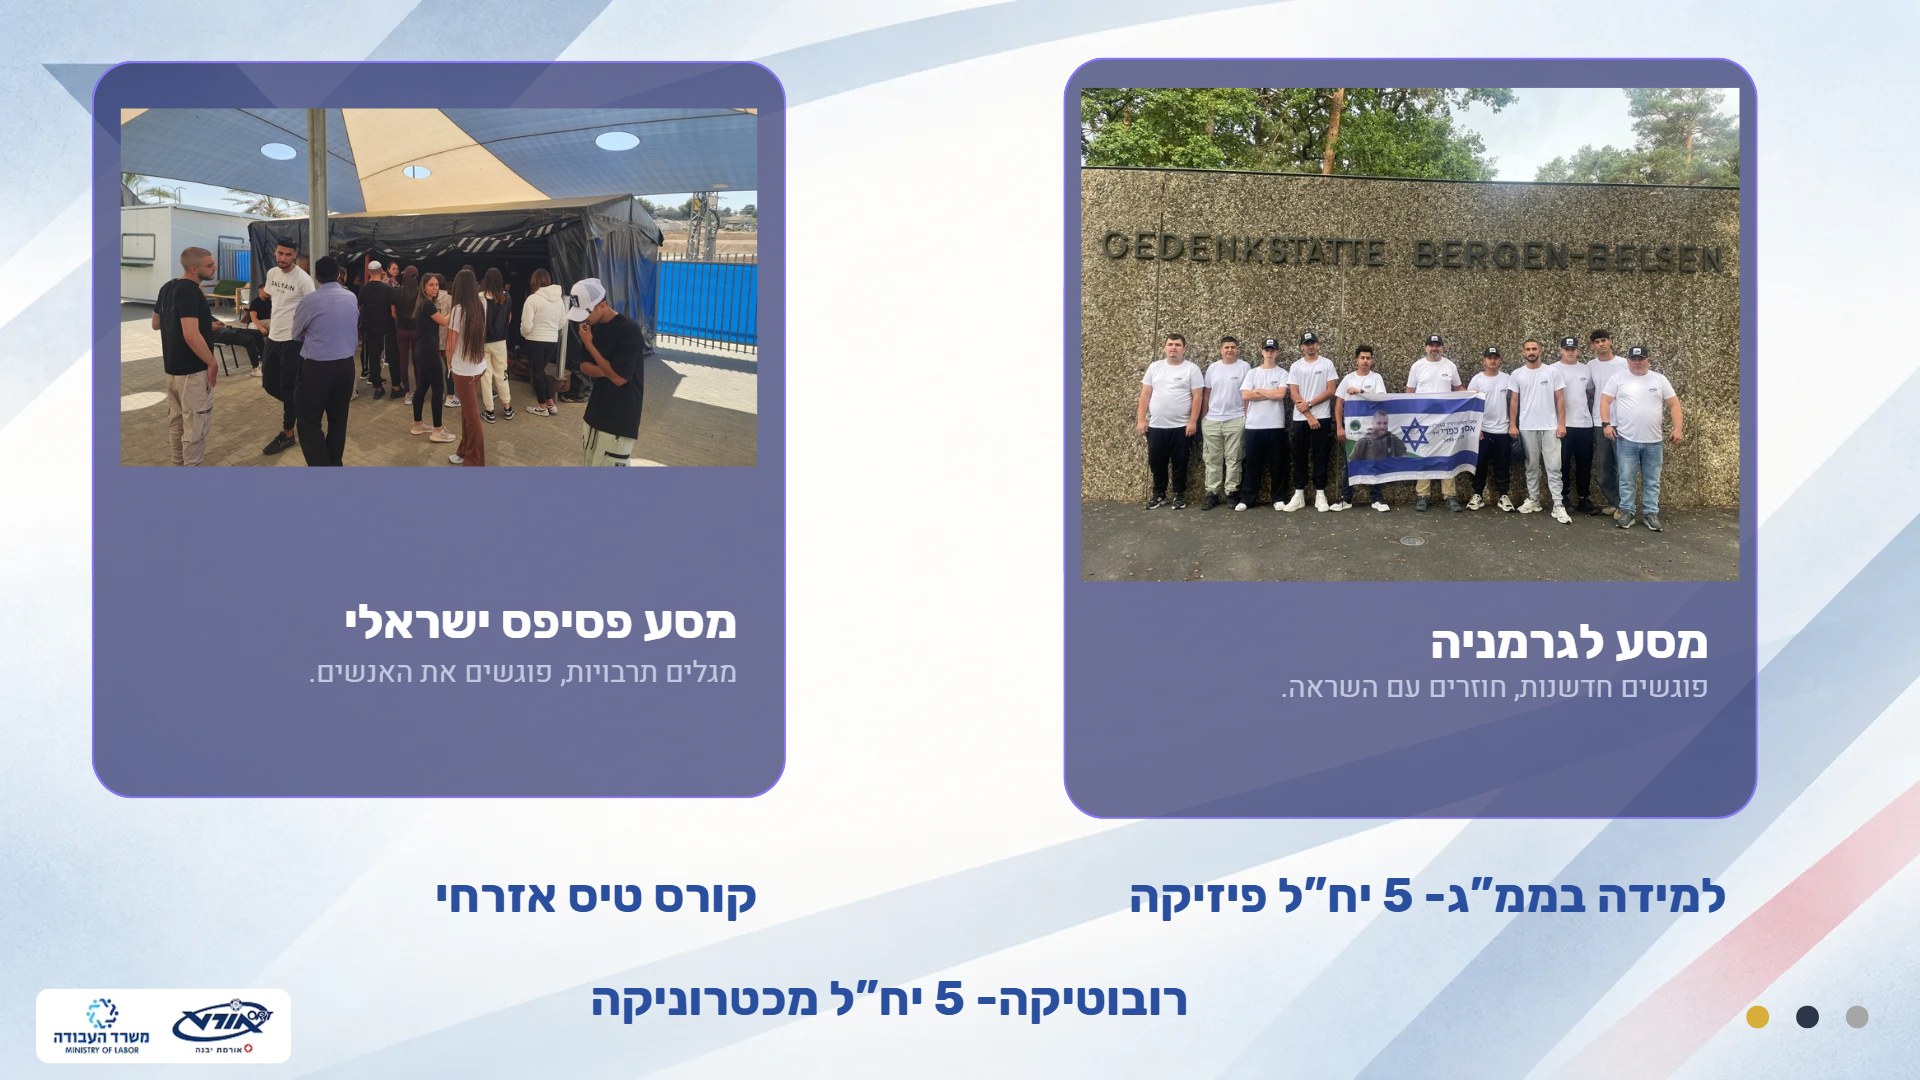 GEDENKSTÄTTE BERGEN-BELSEN
מסע לגרמניה
פוגשים חדשנות, חוזרים עם השראה.
BALMAIN
מסע פסיפס ישראלי
מגלים תרבויות, פוגשים את האנשים.
למידה בממ״ג- 5 יח״ל פיזיקה
קורס טיס אזרחי
רובוטיקה- 5 יח״ל מכטרוניקה
ORT
אורמת יבנה
משרד העבודה
MINISTRY OF LABOR